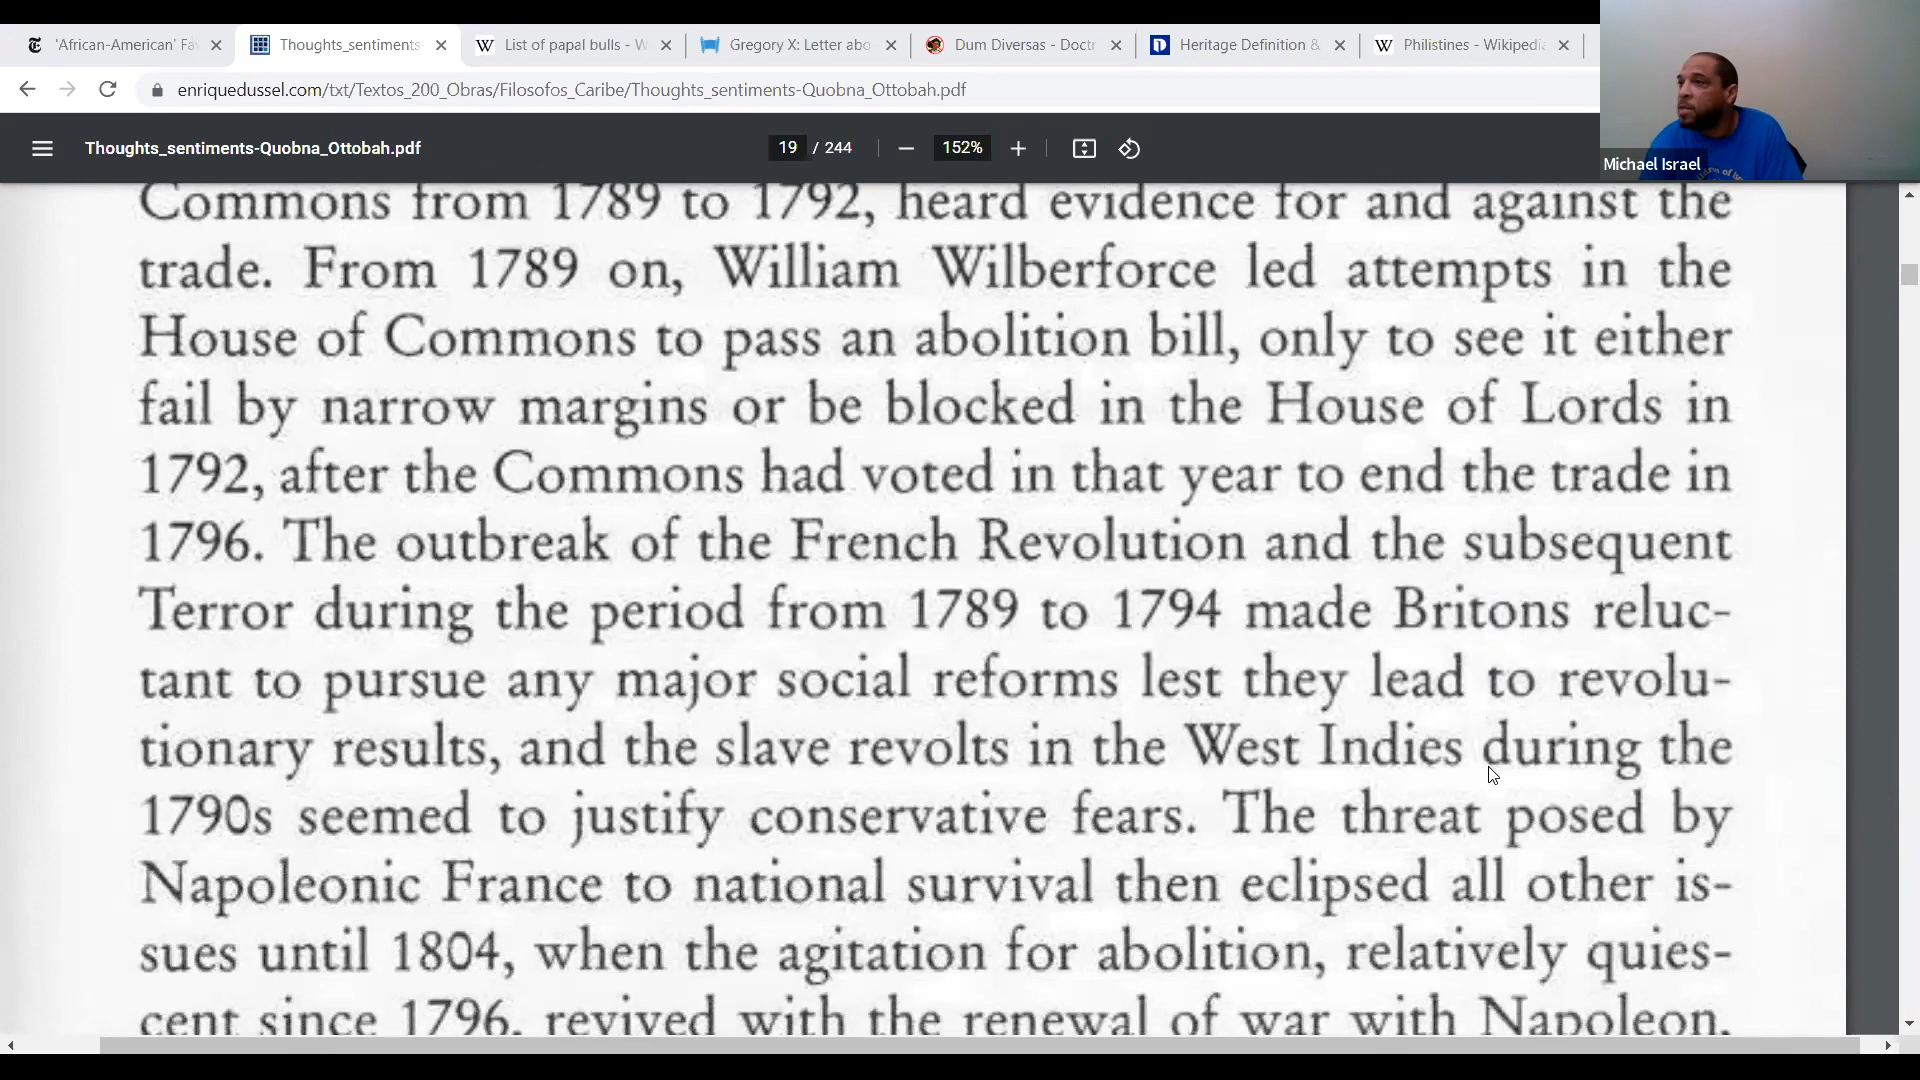 'African-American' Fa
Thoughts_sentiments
List of papal bulls - W
Gregory X: Letter abo
Dum Diversas - Doctr
Heritage Definition &
Philistines - Wikipedia
enriquedussel.com/txt/Textos_200_Obras/Filosofos_Caribe/Thoughts_sentiments-Quobna_Ottobah.pdf
Thoughts_sentiments-Quobna_Ottobah.pdf
19 / 244
152%
Michael Israel
Commons from 1789 to 1792, heard evidence for and against the
trade. From 1789 on, William Wilberforce led attempts in the
House of Commons to pass an abolition bill, only to see it either
fail by narrow margins or be blocked in the House of Lords in
1792, after the Commons had voted in that year to end the trade in
1796. The outbreak of the French Revolution and the subsequent
Terror during the period from 1789 to 1794 made Britons reluc-
tant to pursue any major social reforms lest they lead to revolu-
tionary results, and the slave revolts in the West Indies during the
1790s seemed to justify conservative fears. The threat posed by
Napoleonic France to national survival then eclipsed all other is-
sues until 1804, when the agitation for abolition, relatively quies-
cent since 1796, revived with the renewal of war with Napoleon.